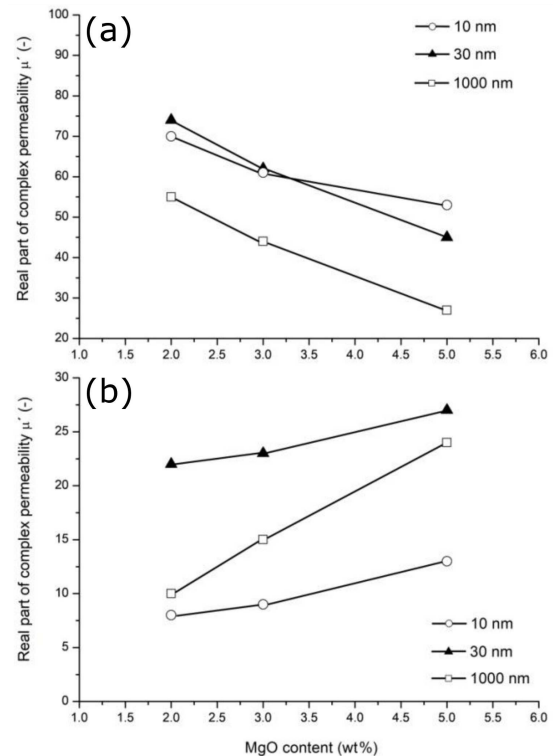 (a)
10 nm
30 nm
1000 nm
Real part of complex permeability µ´ (-)
100
90
80
70
60
50
40
30
20
1.0 1.5 2.0 2.5 3.0 3.5 4.0 4.5 5.0 5.5 6.0
(b)
Real part of complex permeability µ´ (-)
30
25
20
15
10
5
0
10 nm
30 nm
1000 nm
1.0 1.5 2.0 2.5 3.0 3.5 4.0 4.5 5.0 5.5 6.0
MgO content (wt%)